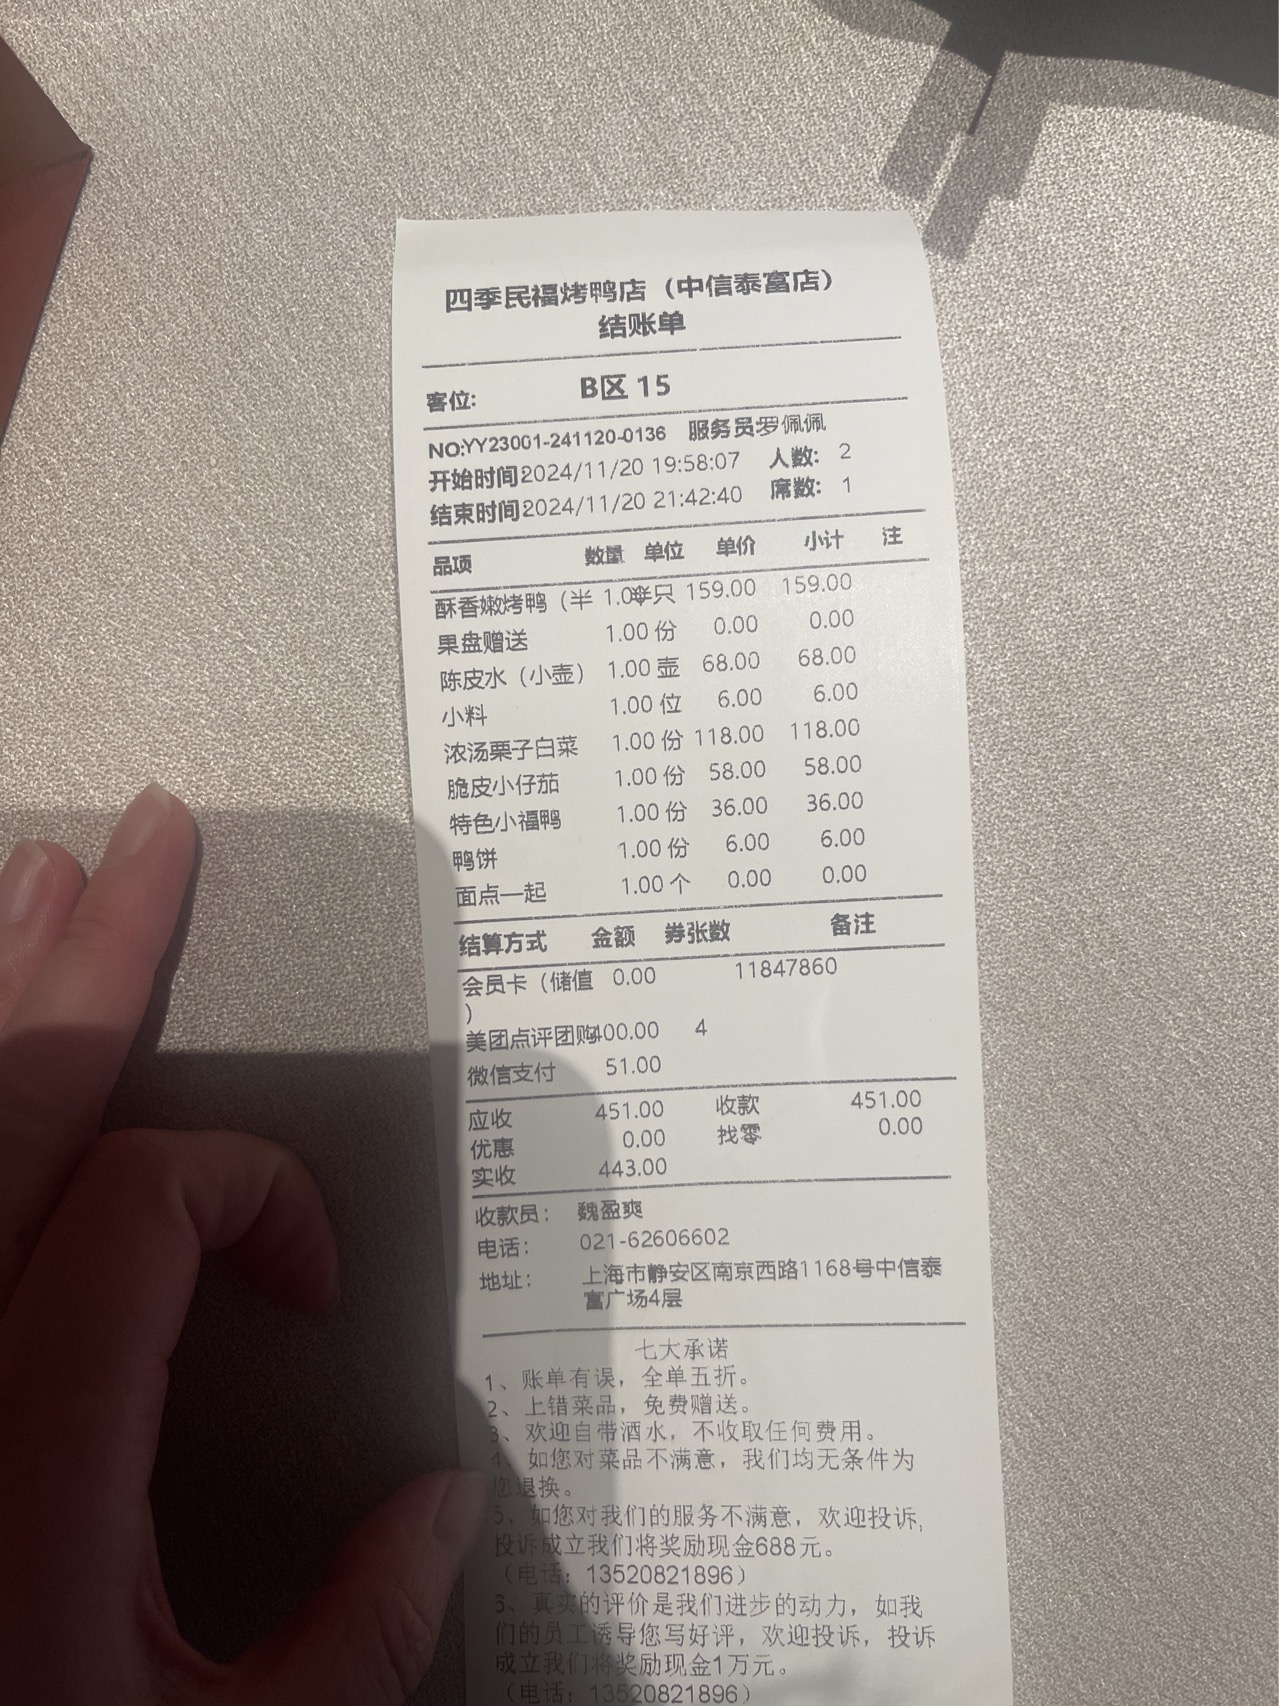 四季民福烤鸭店（中信泰富店）
结账单
客位: B区 15
NO:YY23001-241120-0136 服务员:罗佩佩
开始时间2024/11/20 19:58:07 人数: 2
结束时间2024/11/20 21:42:40 席数: 1
品项 数量 单位 单价 小计 注
酥香嫩烤鸭（半 1.00半只 159.00 159.00
果盘赠送 1.00 份 0.00 0.00
陈皮水（小壶） 1.00 壶 68.00 68.00
小料 1.00 位 6.00 6.00
浓汤栗子白菜 1.00 份 118.00 118.00
脆皮小仔茄 1.00 份 58.00 58.00
特色小福鸭 1.00 份 36.00 36.00
鸭饼 1.00 份 6.00 6.00
面点一起 1.00 个 0.00 0.00
结算方式 金额 券张数 备注
会员卡（储值 0.00 11847860
）
美团点评团购400.00 4
微信支付 51.00
应收 451.00 收款 451.00
优惠 0.00 找零 0.00
实收 443.00
收款员： 魏盈爽
电话： 021-62606602
地址： 上海市静安区南京西路1168号中信泰
富广场4层
七大承诺
1、账单有误，全单五折。
2、上错菜品，免费赠送。
3、欢迎自带酒水，不收取任何费用。
4、如您对菜品不满意，我们均无条件为
您退换。
5、如您对我们的服务不满意，欢迎投诉,
投诉成立我们将奖励现金688元。
（电话：13520821896）
6、真实的评价是我们进步的动力，如我
们的员工诱导您写好评，欢迎投诉，投诉
成立我们将奖励现金1万元。
（电话：13520821896）